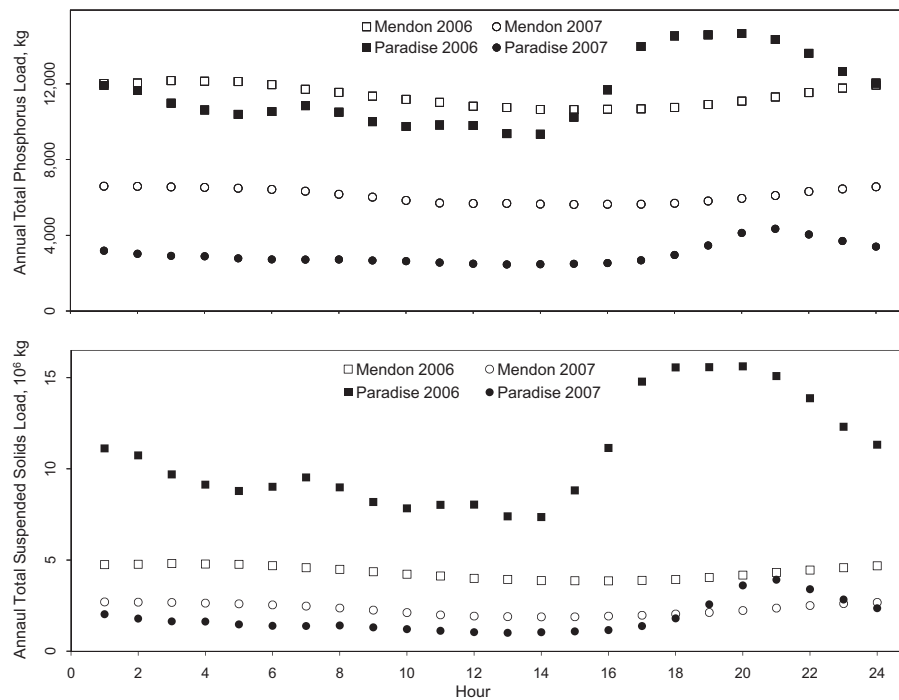 Mendon 2006 Mendon 2007
Paradise 2006 Paradise 2007
Annual Total Phosphorus Load, kg
12,000
8,000
4,000
0
Mendon 2006 Mendon 2007
Paradise 2006 Paradise 2007
Annaul Total Suspended Solids Load, 10⁶ kg
15
10
5
0
0 2 4 6 8 10 12 14 16 18 20 22 24
Hour